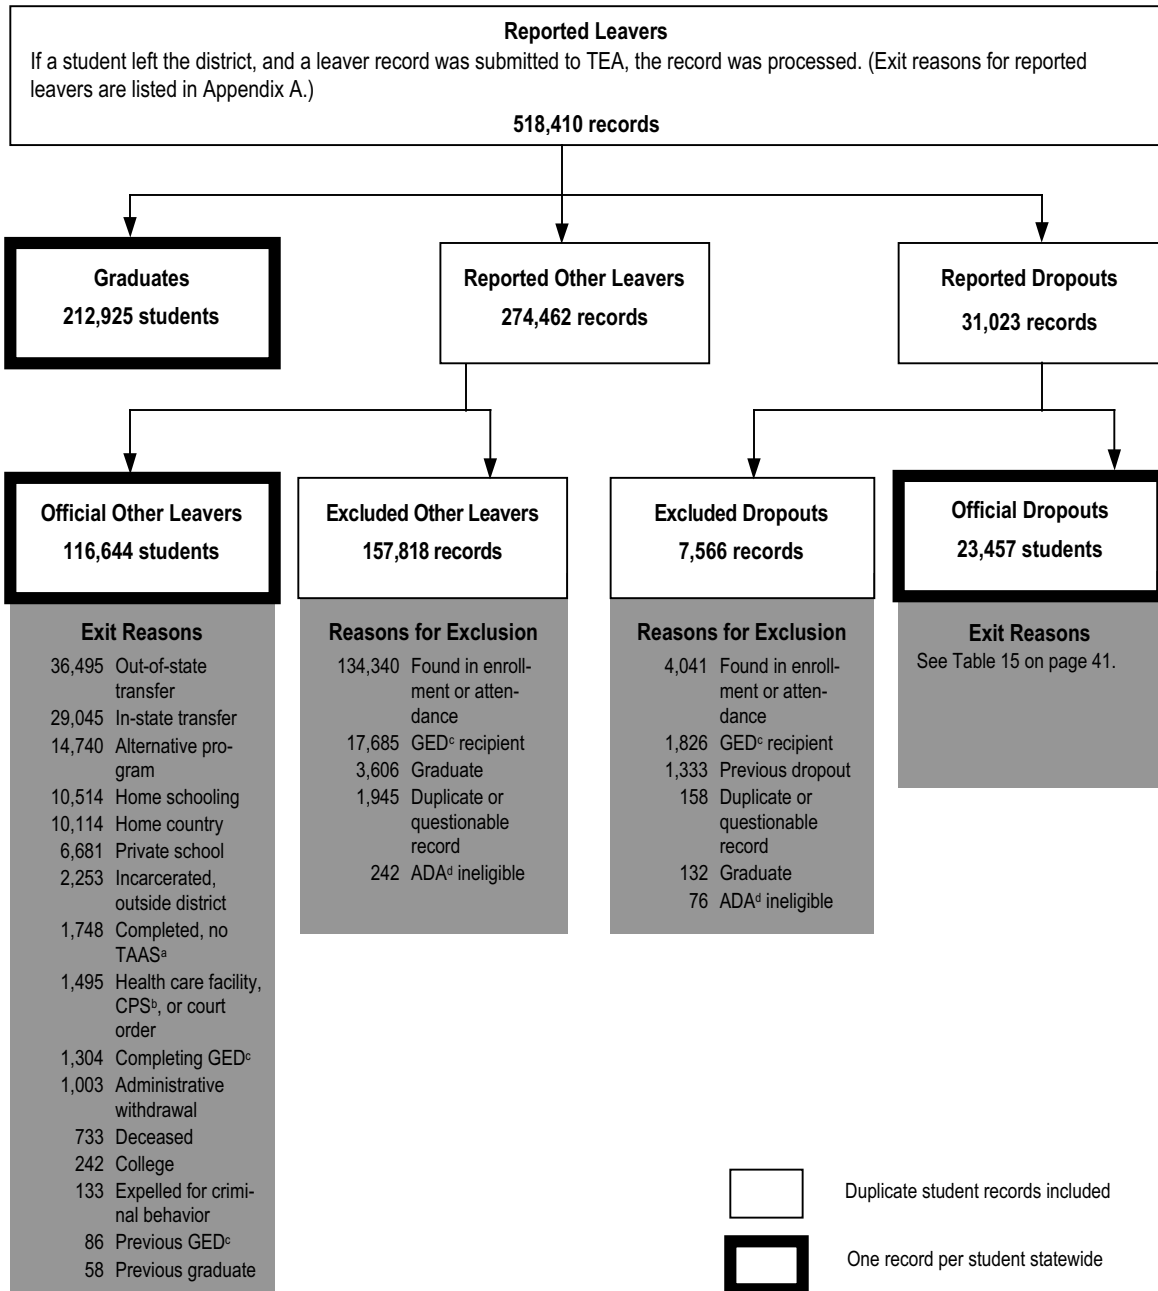 Reported Leavers
If a student left the district, and a leaver record was submitted to TEA, the record was processed. (Exit reasons for reported
leavers are listed in Appendix A.)
518,410 records
Graduates
212,925 students
Reported Other Leavers
274,462 records
Reported Dropouts
31,023 records
Official Other Leavers
116,644 students
Excluded Other Leavers
157,818 records
Excluded Dropouts
7,566 records
Official Dropouts
23,457 students
Exit Reasons
36,495 Out-of-state
transfer
29,045 In-state transfer
14,740 Alternative pro-
gram
10,514 Home schooling
10,114 Home country
6,681 Private school
2,253 Incarcerated,
outside district
1,748 Completed, no
TAASᵃ
1,495 Health care facility,
CPSᵇ, or court
order
1,304 Completing GEDᶜ
1,003 Administrative
withdrawal
733 Deceased
242 College
133 Expelled for crimi-
nal behavior
86 Previous GEDᶜ
58 Previous graduate
Reasons for Exclusion
134,340 Found in enroll-
ment or atten-
dance
17,685 GEDᶜ recipient
3,606 Graduate
1,945 Duplicate or
questionable
record
242 ADAᵈ ineligible
Reasons for Exclusion
4,041 Found in enroll-
ment or atten-
dance
1,826 GEDᶜ recipient
1,333 Previous dropout
158 Duplicate or
questionable
record
132 Graduate
76 ADAᵈ ineligible
Exit Reasons
See Table 15 on page 41.
Duplicate student records included
One record per student statewide